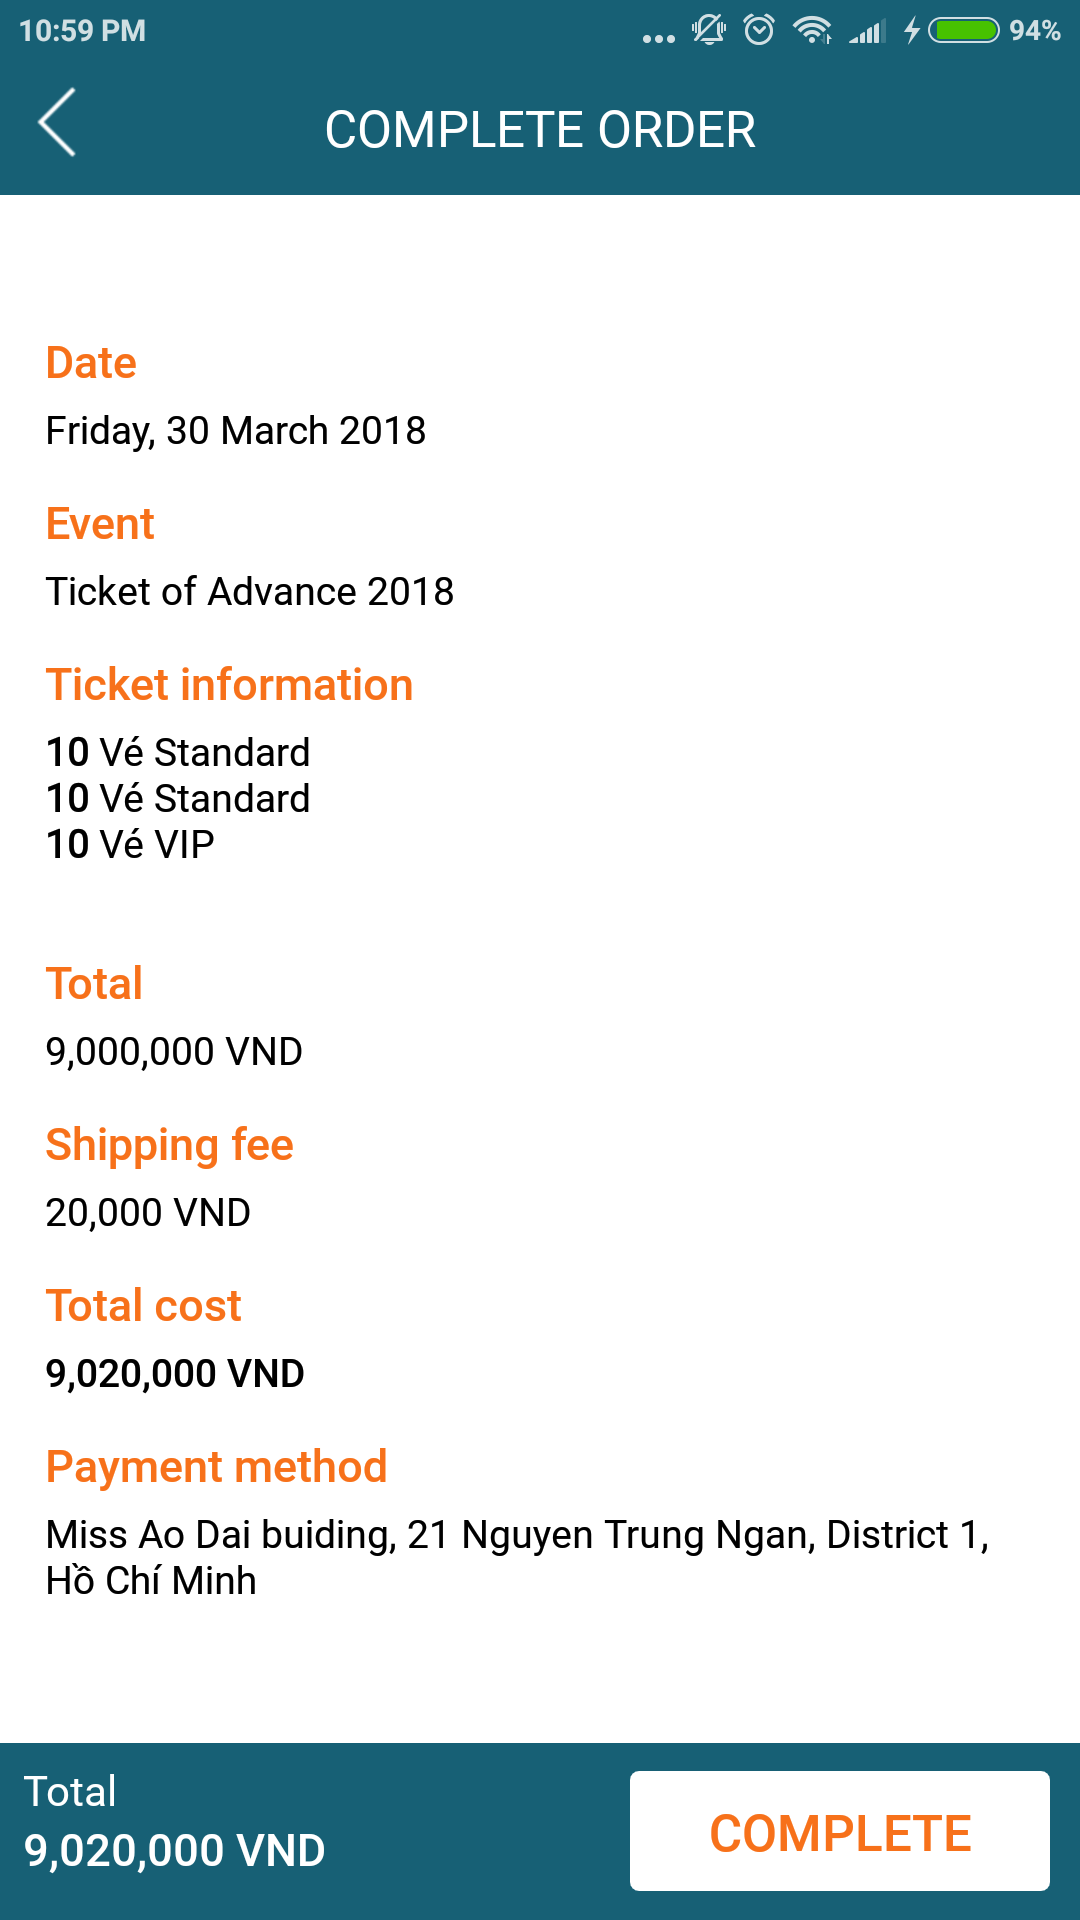 10:59 PM
94%
COMPLETE ORDER
Date
Friday, 30 March 2018
Event
Ticket of Advance 2018
Ticket information
10 Vé Standard
10 Vé Standard
10 Vé VIP
Total
9,000,000 VND
Shipping fee
20,000 VND
Total cost
9,020,000 VND
Payment method
Miss Ao Dai buiding, 21 Nguyen Trung Ngan, District 1,
Hồ Chí Minh
Total
9,020,000 VND
COMPLETE